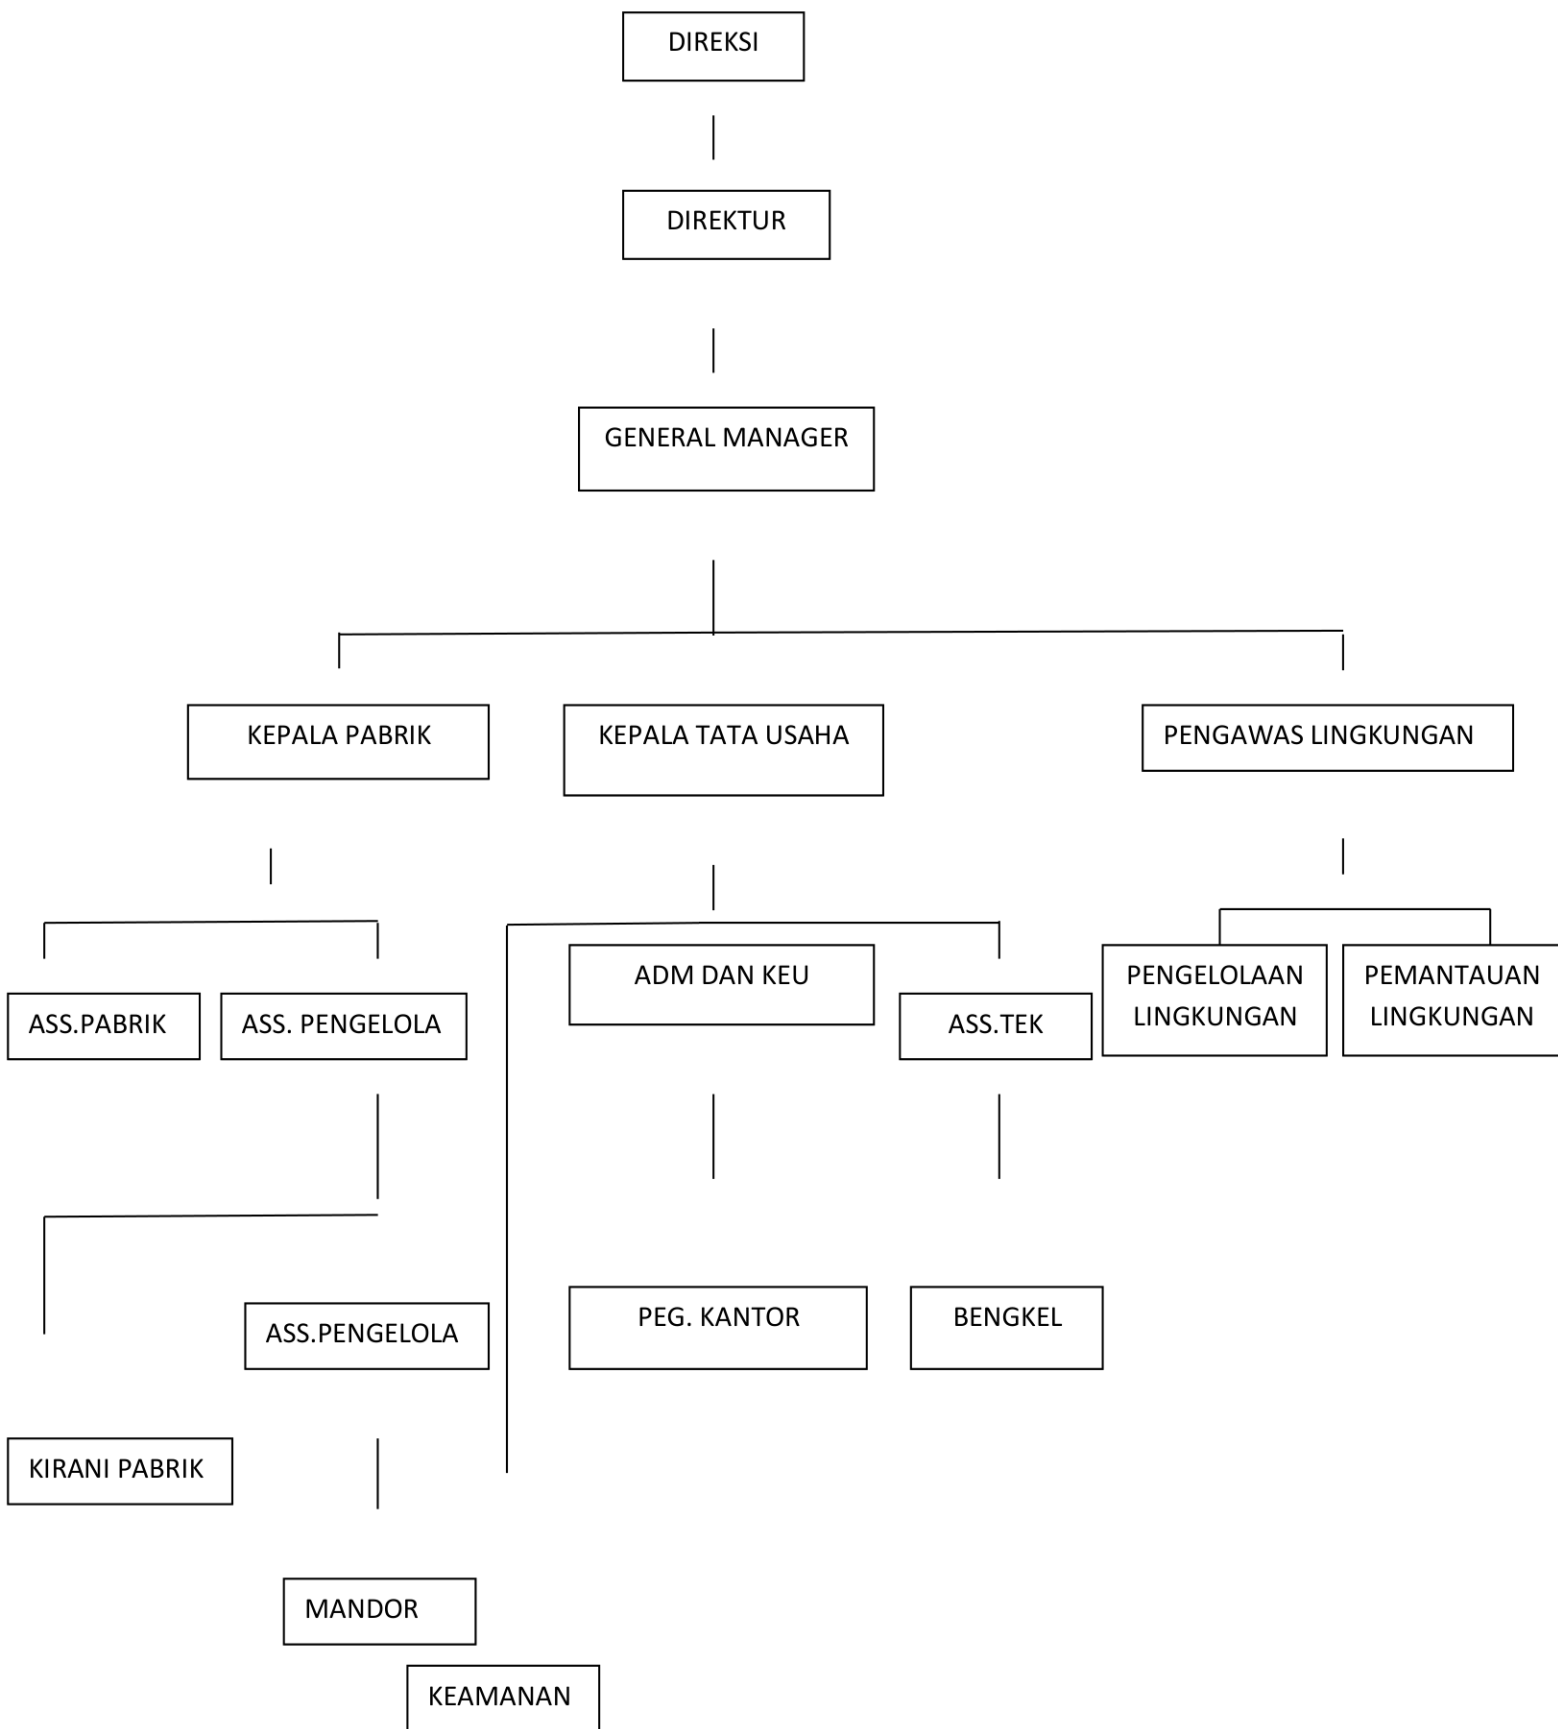 DIREKSI
DIREKTUR
GENERAL MANAGER
KEPALA PABRIK
KEPALA TATA USAHA
PENGAWAS LINGKUNGAN
ASS.PABRIK
ASS. PENGELOLA
ADM DAN KEU
ASS.TEK
PENGELOLAAN
LINGKUNGAN
PEMANTAUAN
LINGKUNGAN
ASS.PENGELOLA
PEG. KANTOR
BENGKEL
KIRANI PABRIK
MANDOR
KEAMANAN